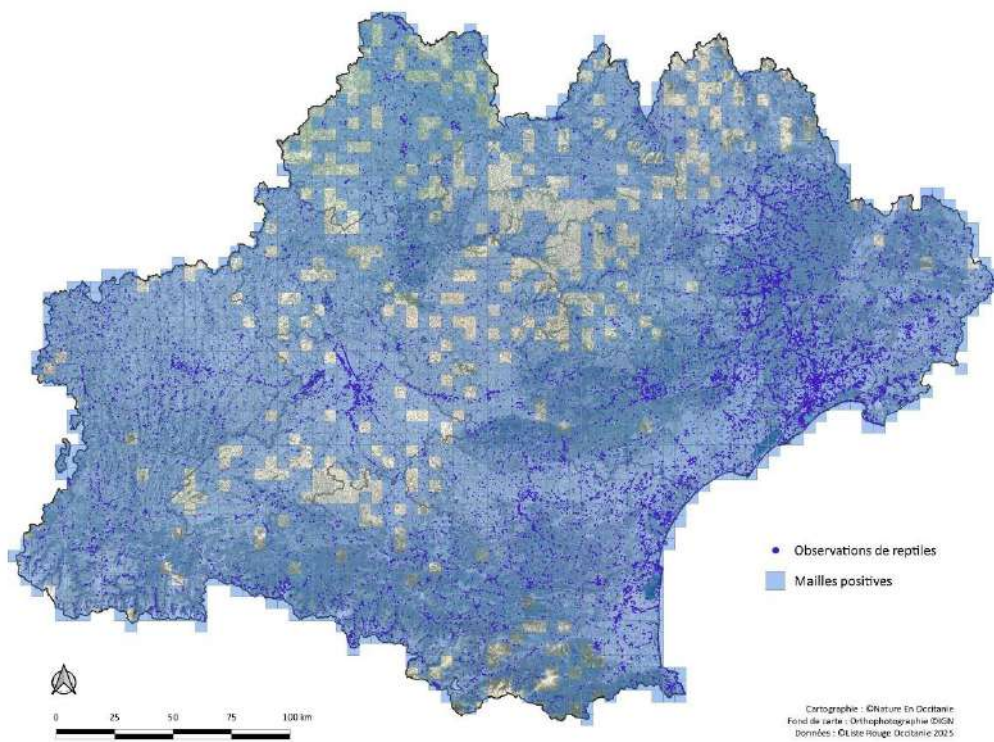 Observations de reptiles
Mailles positives
0 25 50 75 100 km
Cartographie : ©Nature En Occitanie
Fond de carte : Orthophotographie ©IGN
Données : ©Liste Rouge Occitanie 2025